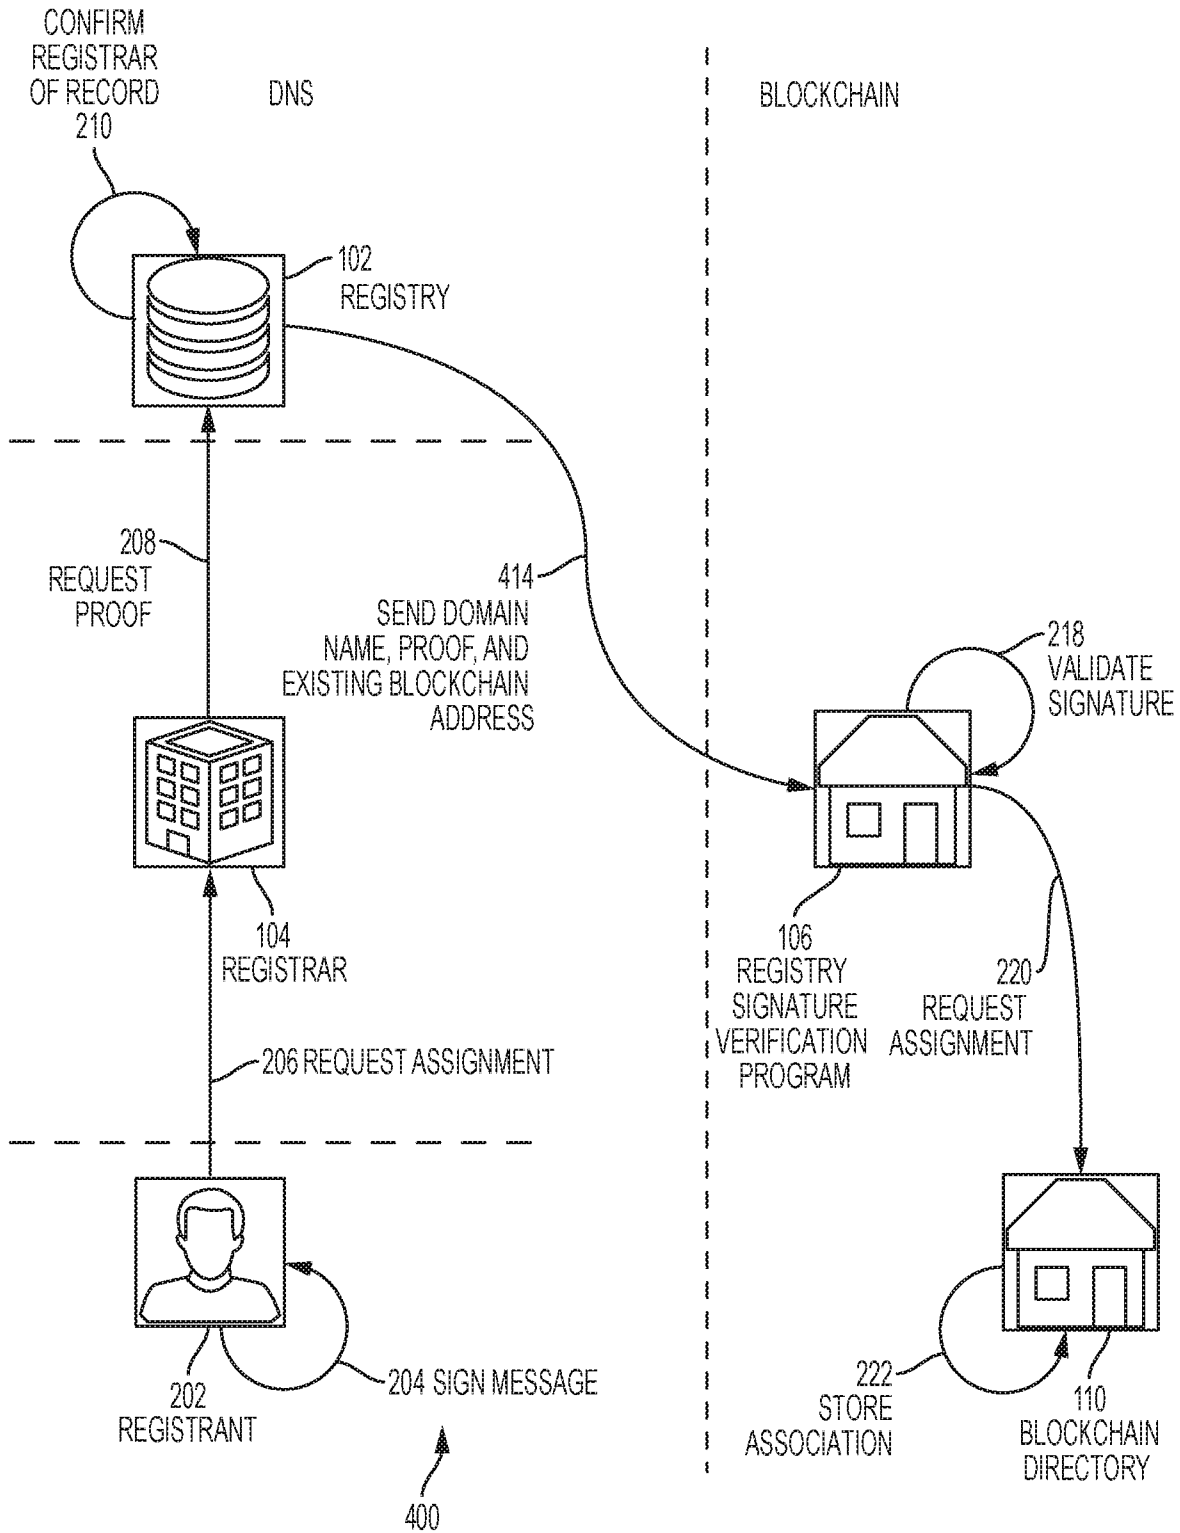 CONFIRM
REGISTRAR
OF RECORD
210
DNS
BLOCKCHAIN
102
REGISTRY
208
REQUEST
PROOF
414
SEND DOMAIN
NAME, PROOF, AND
EXISTING BLOCKCHAIN
ADDRESS
218
VALIDATE
SIGNATURE
104
REGISTRAR
106
REGISTRY
SIGNATURE
VERIFICATION
PROGRAM
220
REQUEST
ASSIGNMENT
206 REQUEST ASSIGNMENT
202
REGISTRANT
204 SIGN MESSAGE
222
STORE
ASSOCIATION
110
BLOCKCHAIN
DIRECTORY
400